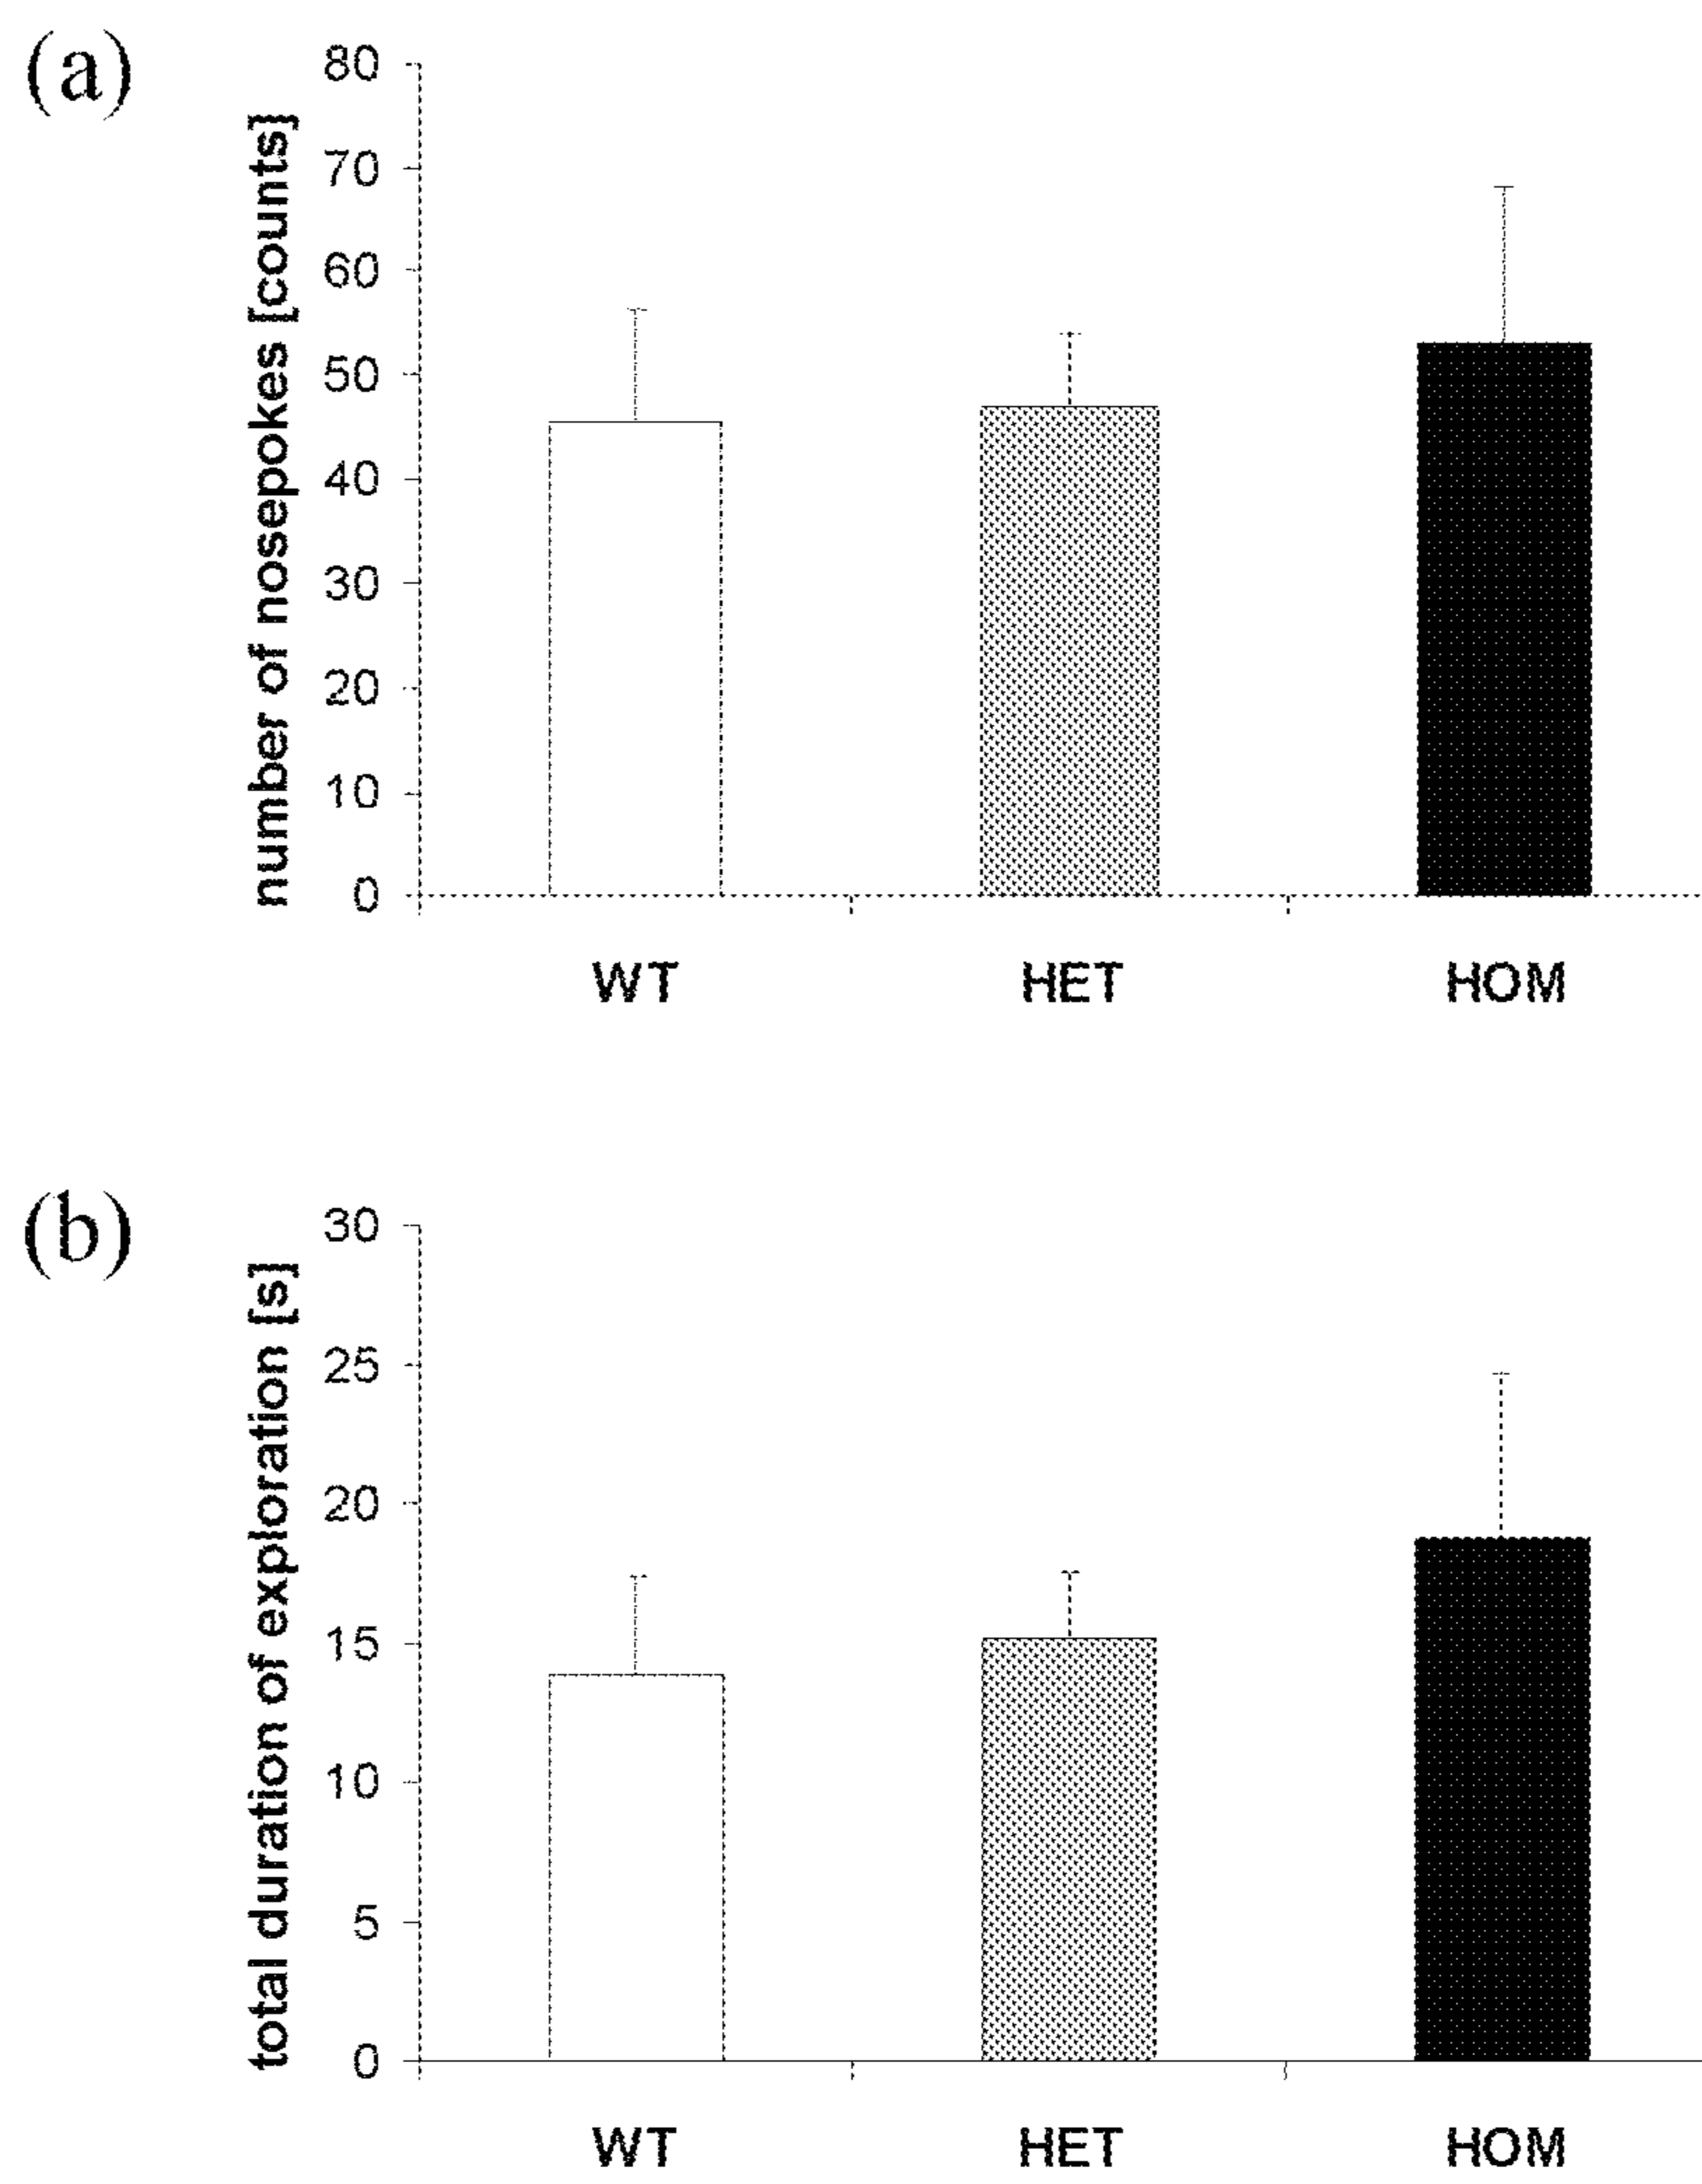 (a)
number of nosepokes [counts]
80
70
60
50
40
30
20
10
0
WT HET HOM
(b)
total duration of exploration [s]
30
25
20
15
10
5
0
WT HET HOM